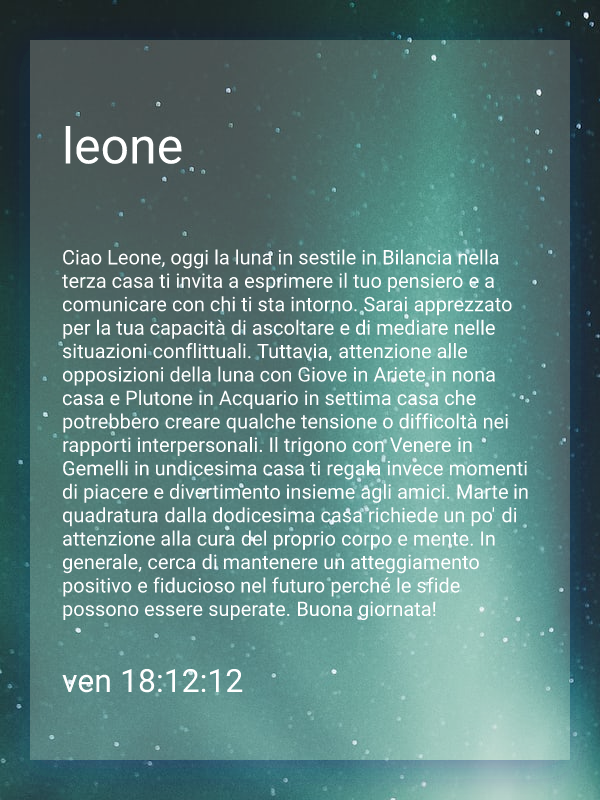 leone
Ciao Leone, oggi la luna in sestile in Bilancia nella
terza casa ti invita a esprimere il tuo pensiero e a
comunicare con chi ti sta intorno. Sarai apprezzato
per la tua capacità di ascoltare e di mediare nelle
situazioni conflittuali. Tuttavia, attenzione alle
opposizioni della luna con Giove in Ariete in nona
casa e Plutone in Acquario in settima casa che
potrebbero creare qualche tensione o difficoltà nei
rapporti interpersonali. Il trigono con Venere in
Gemelli in undicesima casa ti regala invece momenti
di piacere e divertimento insieme agli amici. Marte in
quadratura dalla dodicesima casa richiede un po' di
attenzione alla cura del proprio corpo e mente. In
generale, cerca di mantenere un atteggiamento
positivo e fiducioso nel futuro perché le sfide
possono essere superate. Buona giornata!
ven 18:12:12